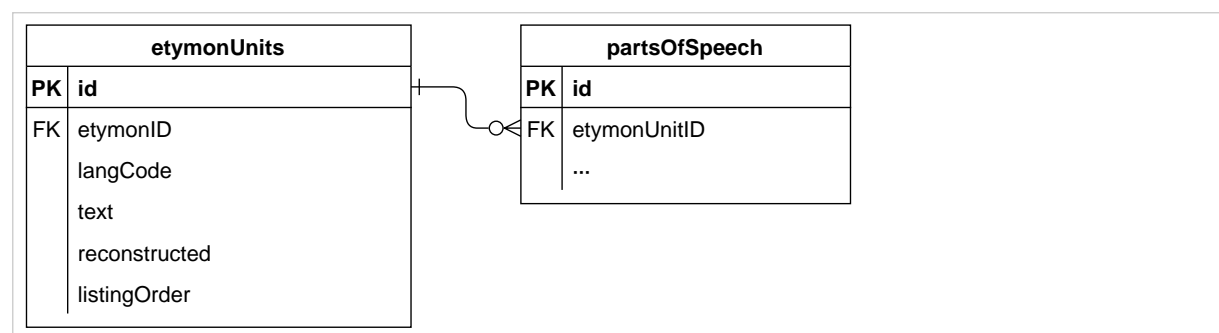 etymonUnits
PK id
FK etymonID
langCode
text
reconstructed
listingOrder
partsOfSpeech
PK id
FK etymonUnitID
...